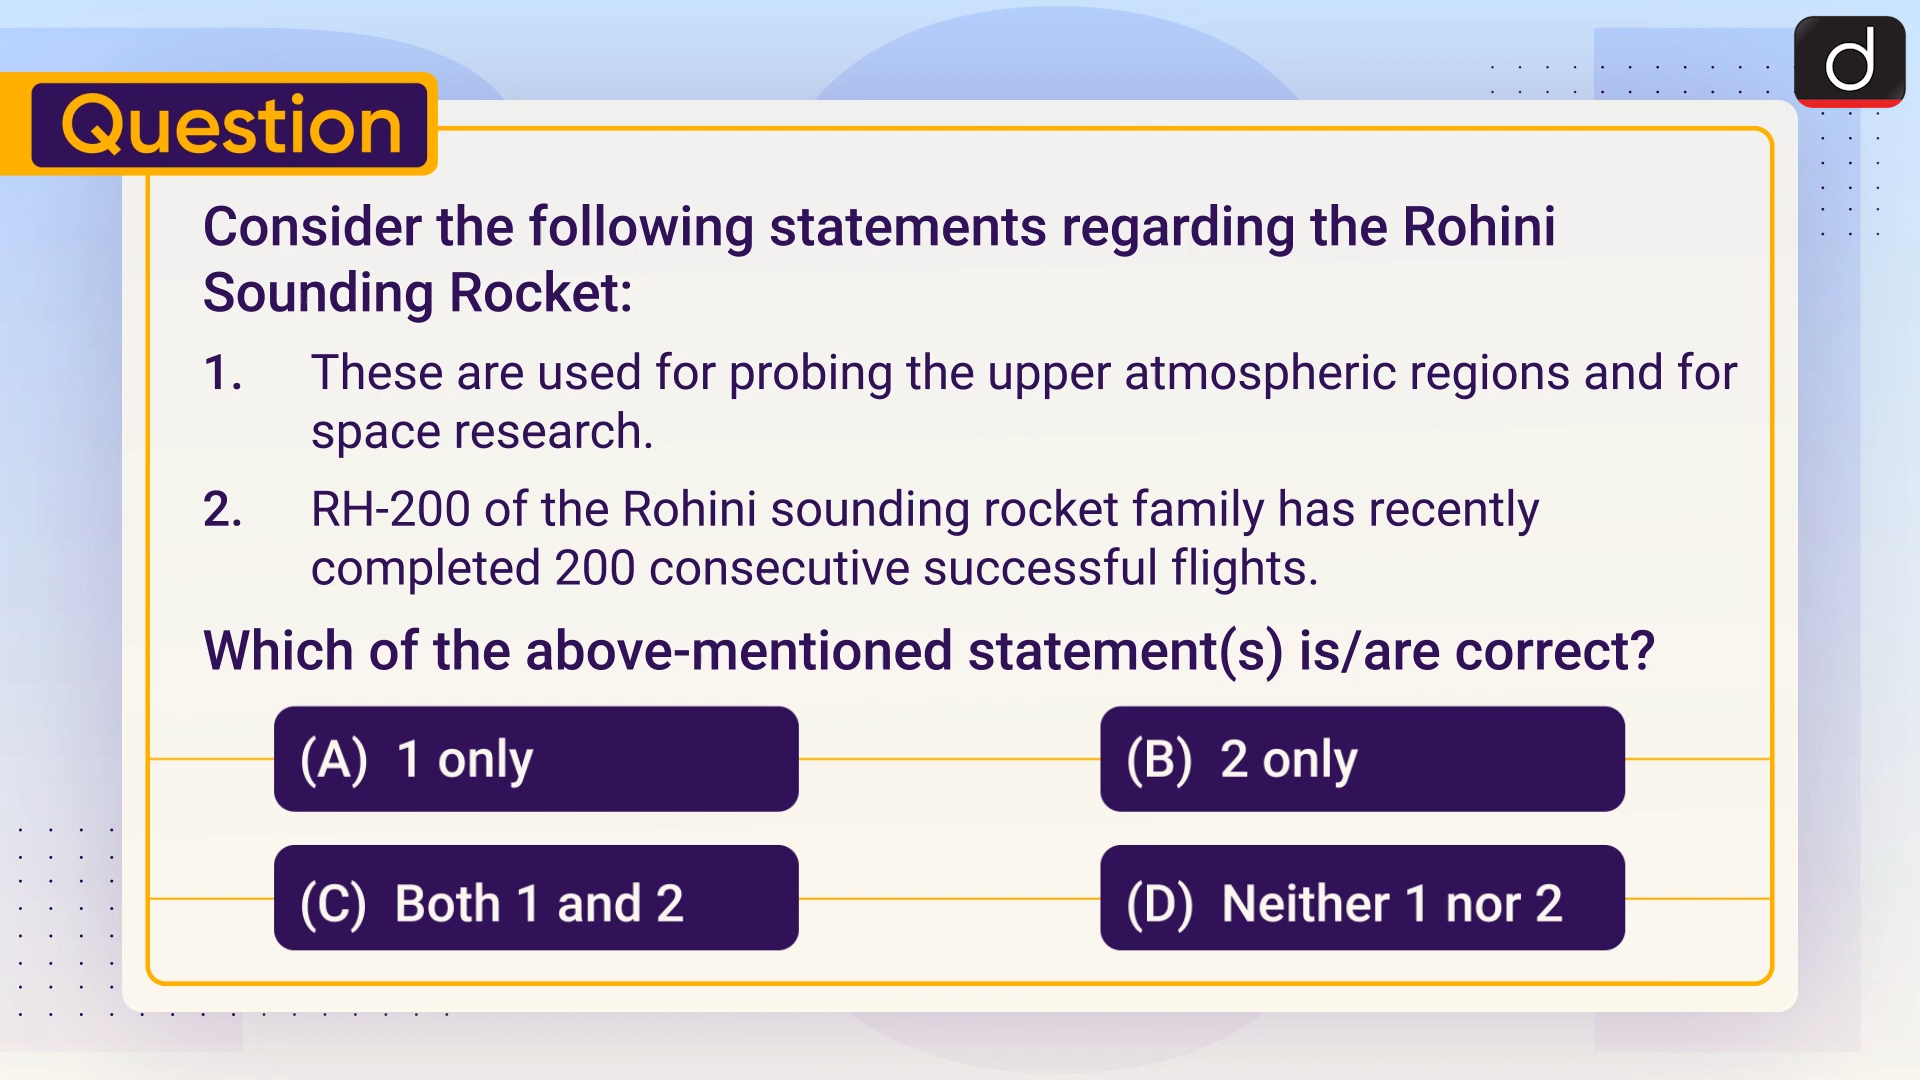 Question
Consider the following statements regarding the Rohini
Sounding Rocket:
1. These are used for probing the upper atmospheric regions and for
space research.
2. RH-200 of the Rohini sounding rocket family has recently
completed 200 consecutive successful flights.
Which of the above-mentioned statement(s) is/are correct?
(A) 1 only
(B) 2 only
(C) Both 1 and 2
(D) Neither 1 nor 2
d